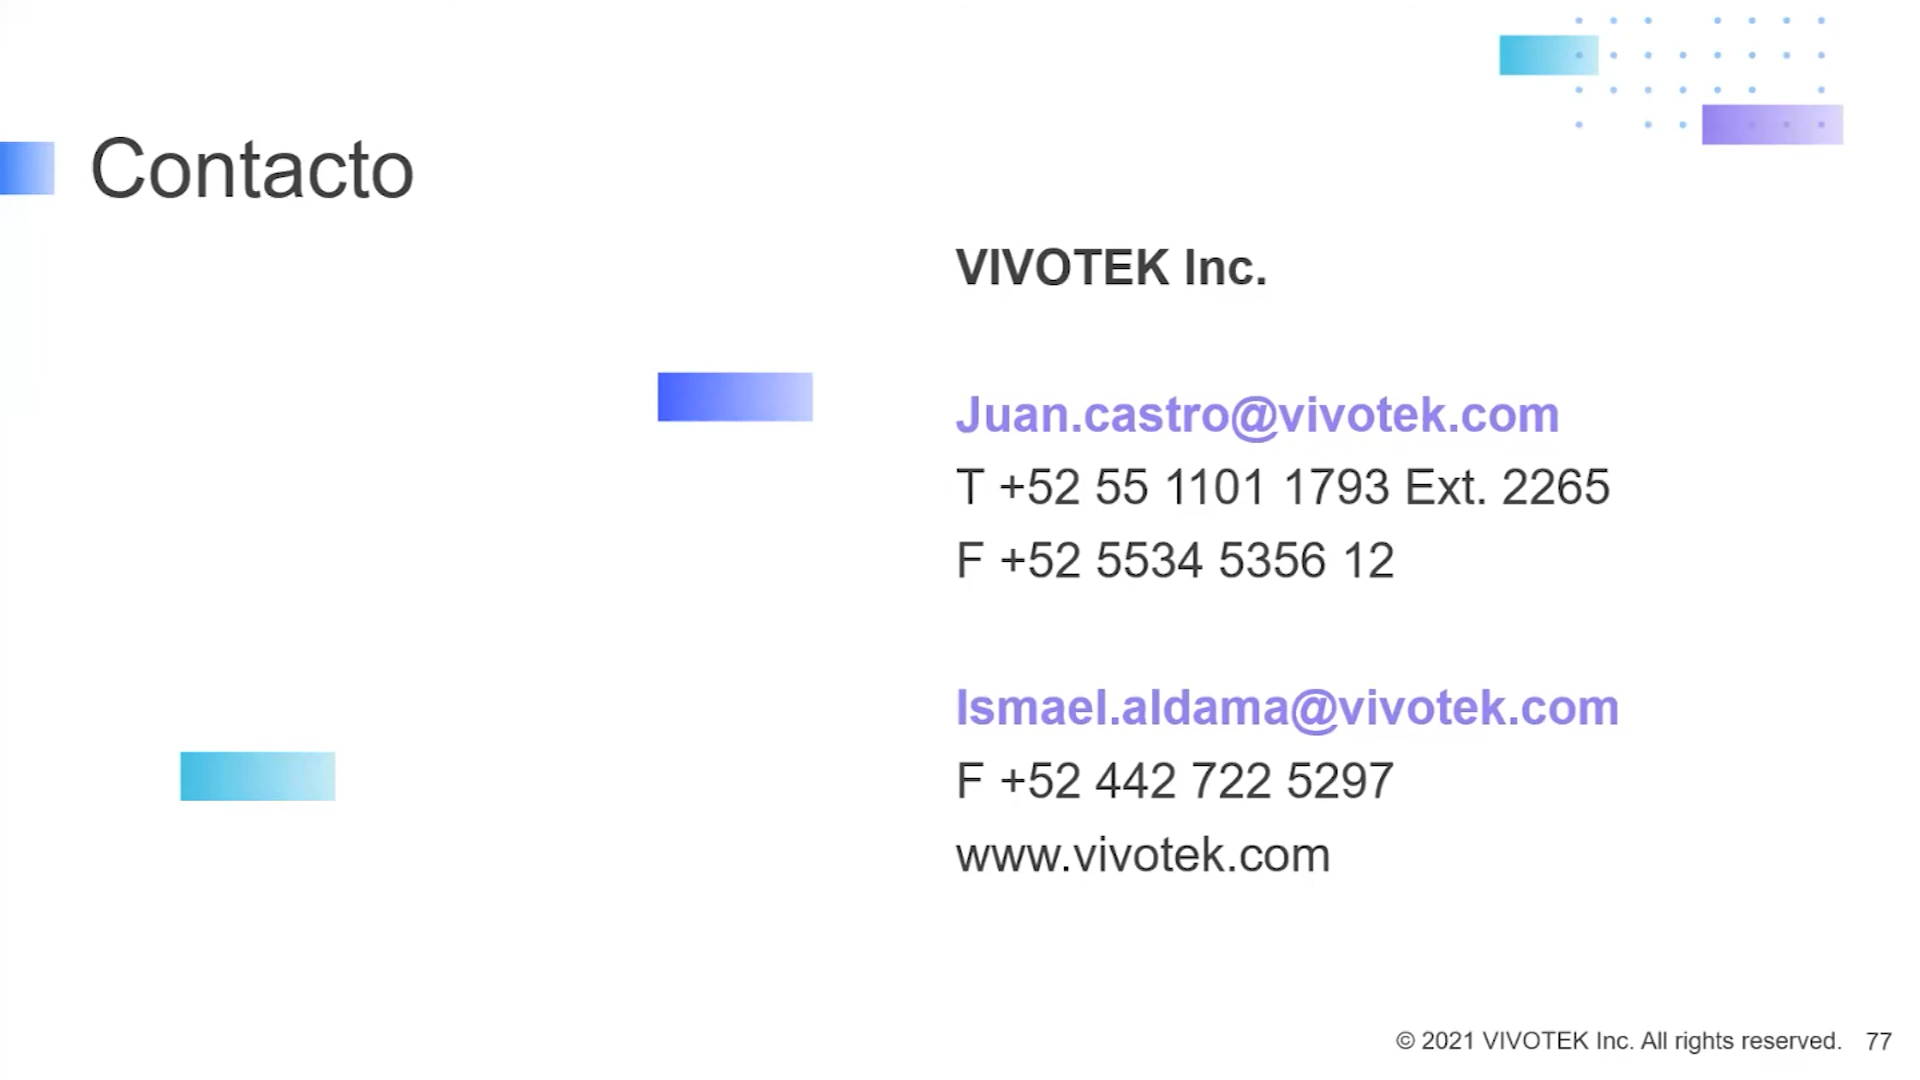 Contacto
VIVOTEK Inc.
Juan.castro@vivotek.com
T +52 55 1101 1793 Ext. 2265
F +52 5534 5356 12
Ismael.aldama@vivotek.com
F +52 442 722 5297
www.vivotek.com
© 2021 VIVOTEK Inc. All rights reserved. 77